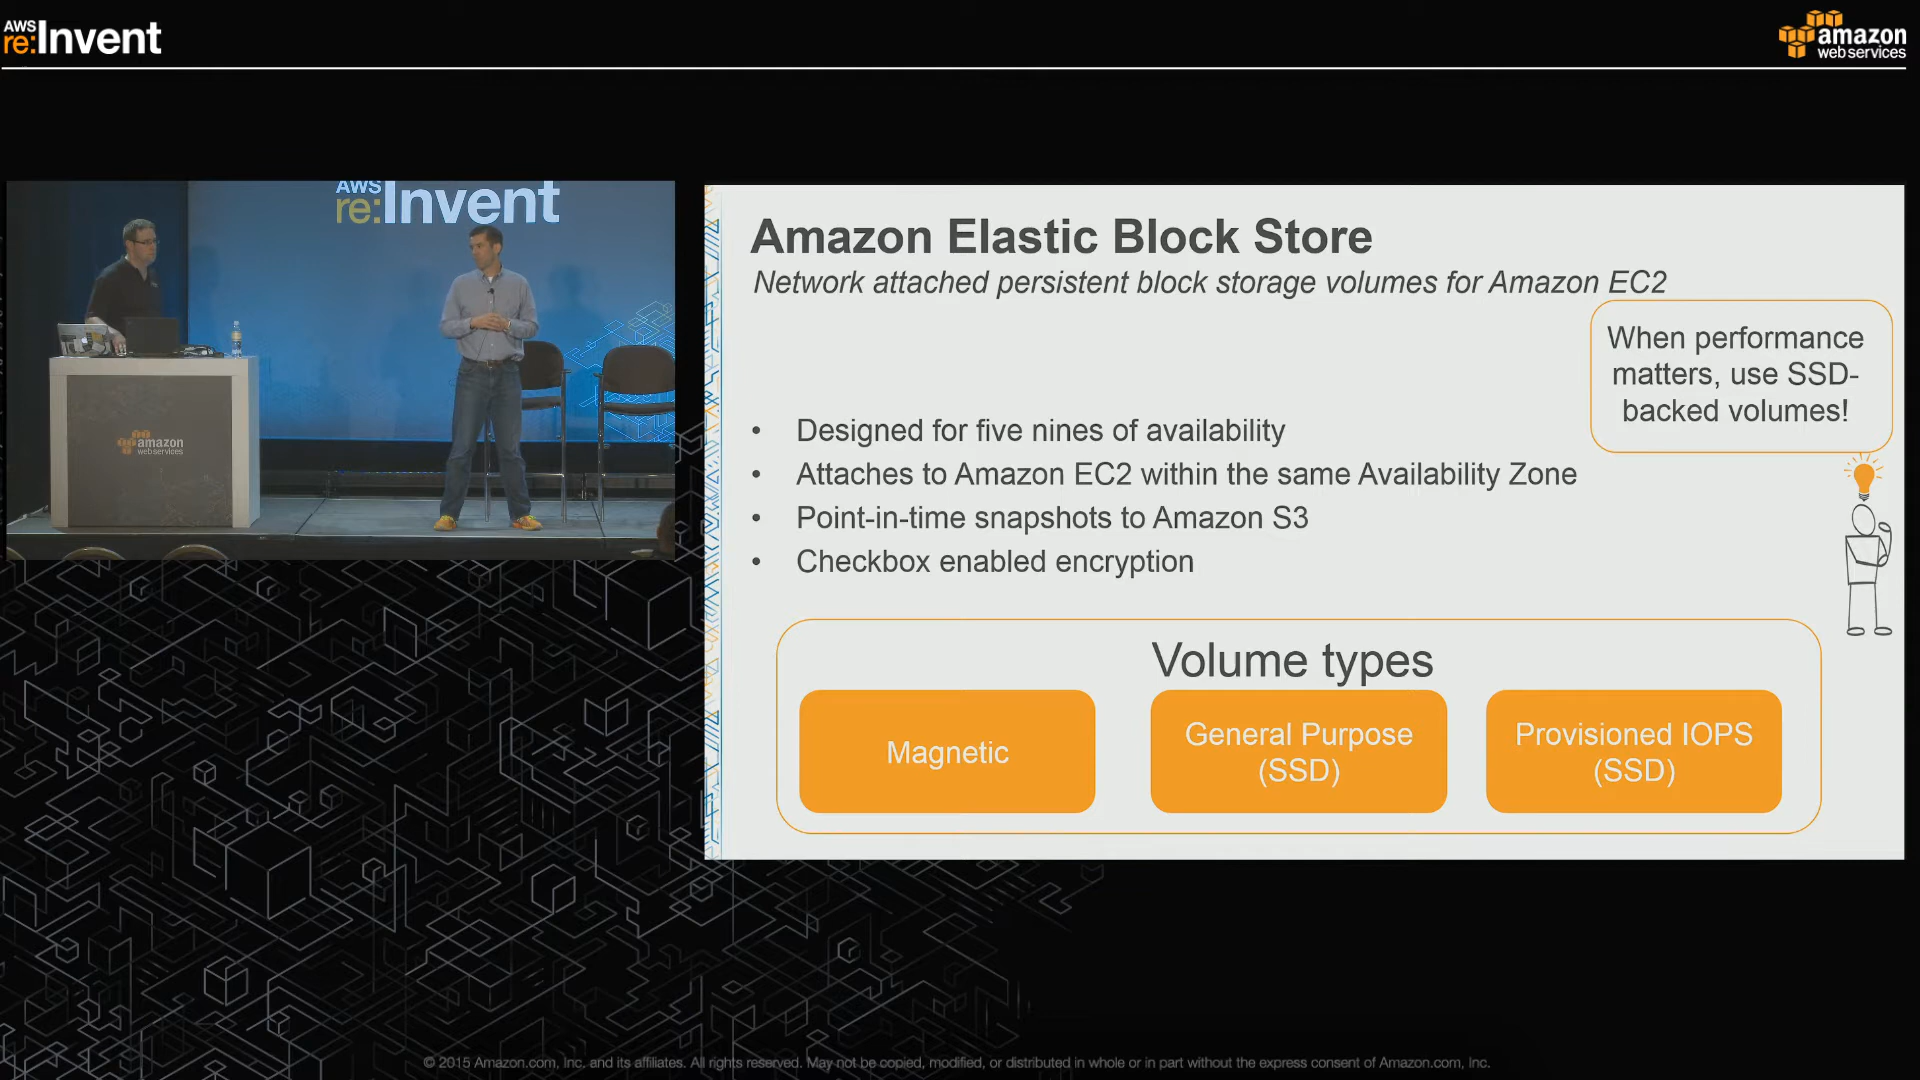 AWS
re:Invent
amazon
web services
AWS
re:Invent
amazon
web services
Amazon Elastic Block Store
Network attached persistent block storage volumes for Amazon EC2
When performance
matters, use SSD-
backed volumes!
• Designed for five nines of availability
• Attaches to Amazon EC2 within the same Availability Zone
• Point-in-time snapshots to Amazon S3
• Checkbox enabled encryption
Volume types
Magnetic
General Purpose
(SSD)
Provisioned IOPS
(SSD)
© 2015 Amazon.com, Inc. and its affiliates. All rights reserved. May not be copied, modified, or distributed in whole or in part without the express consent of Amazon.com, Inc.